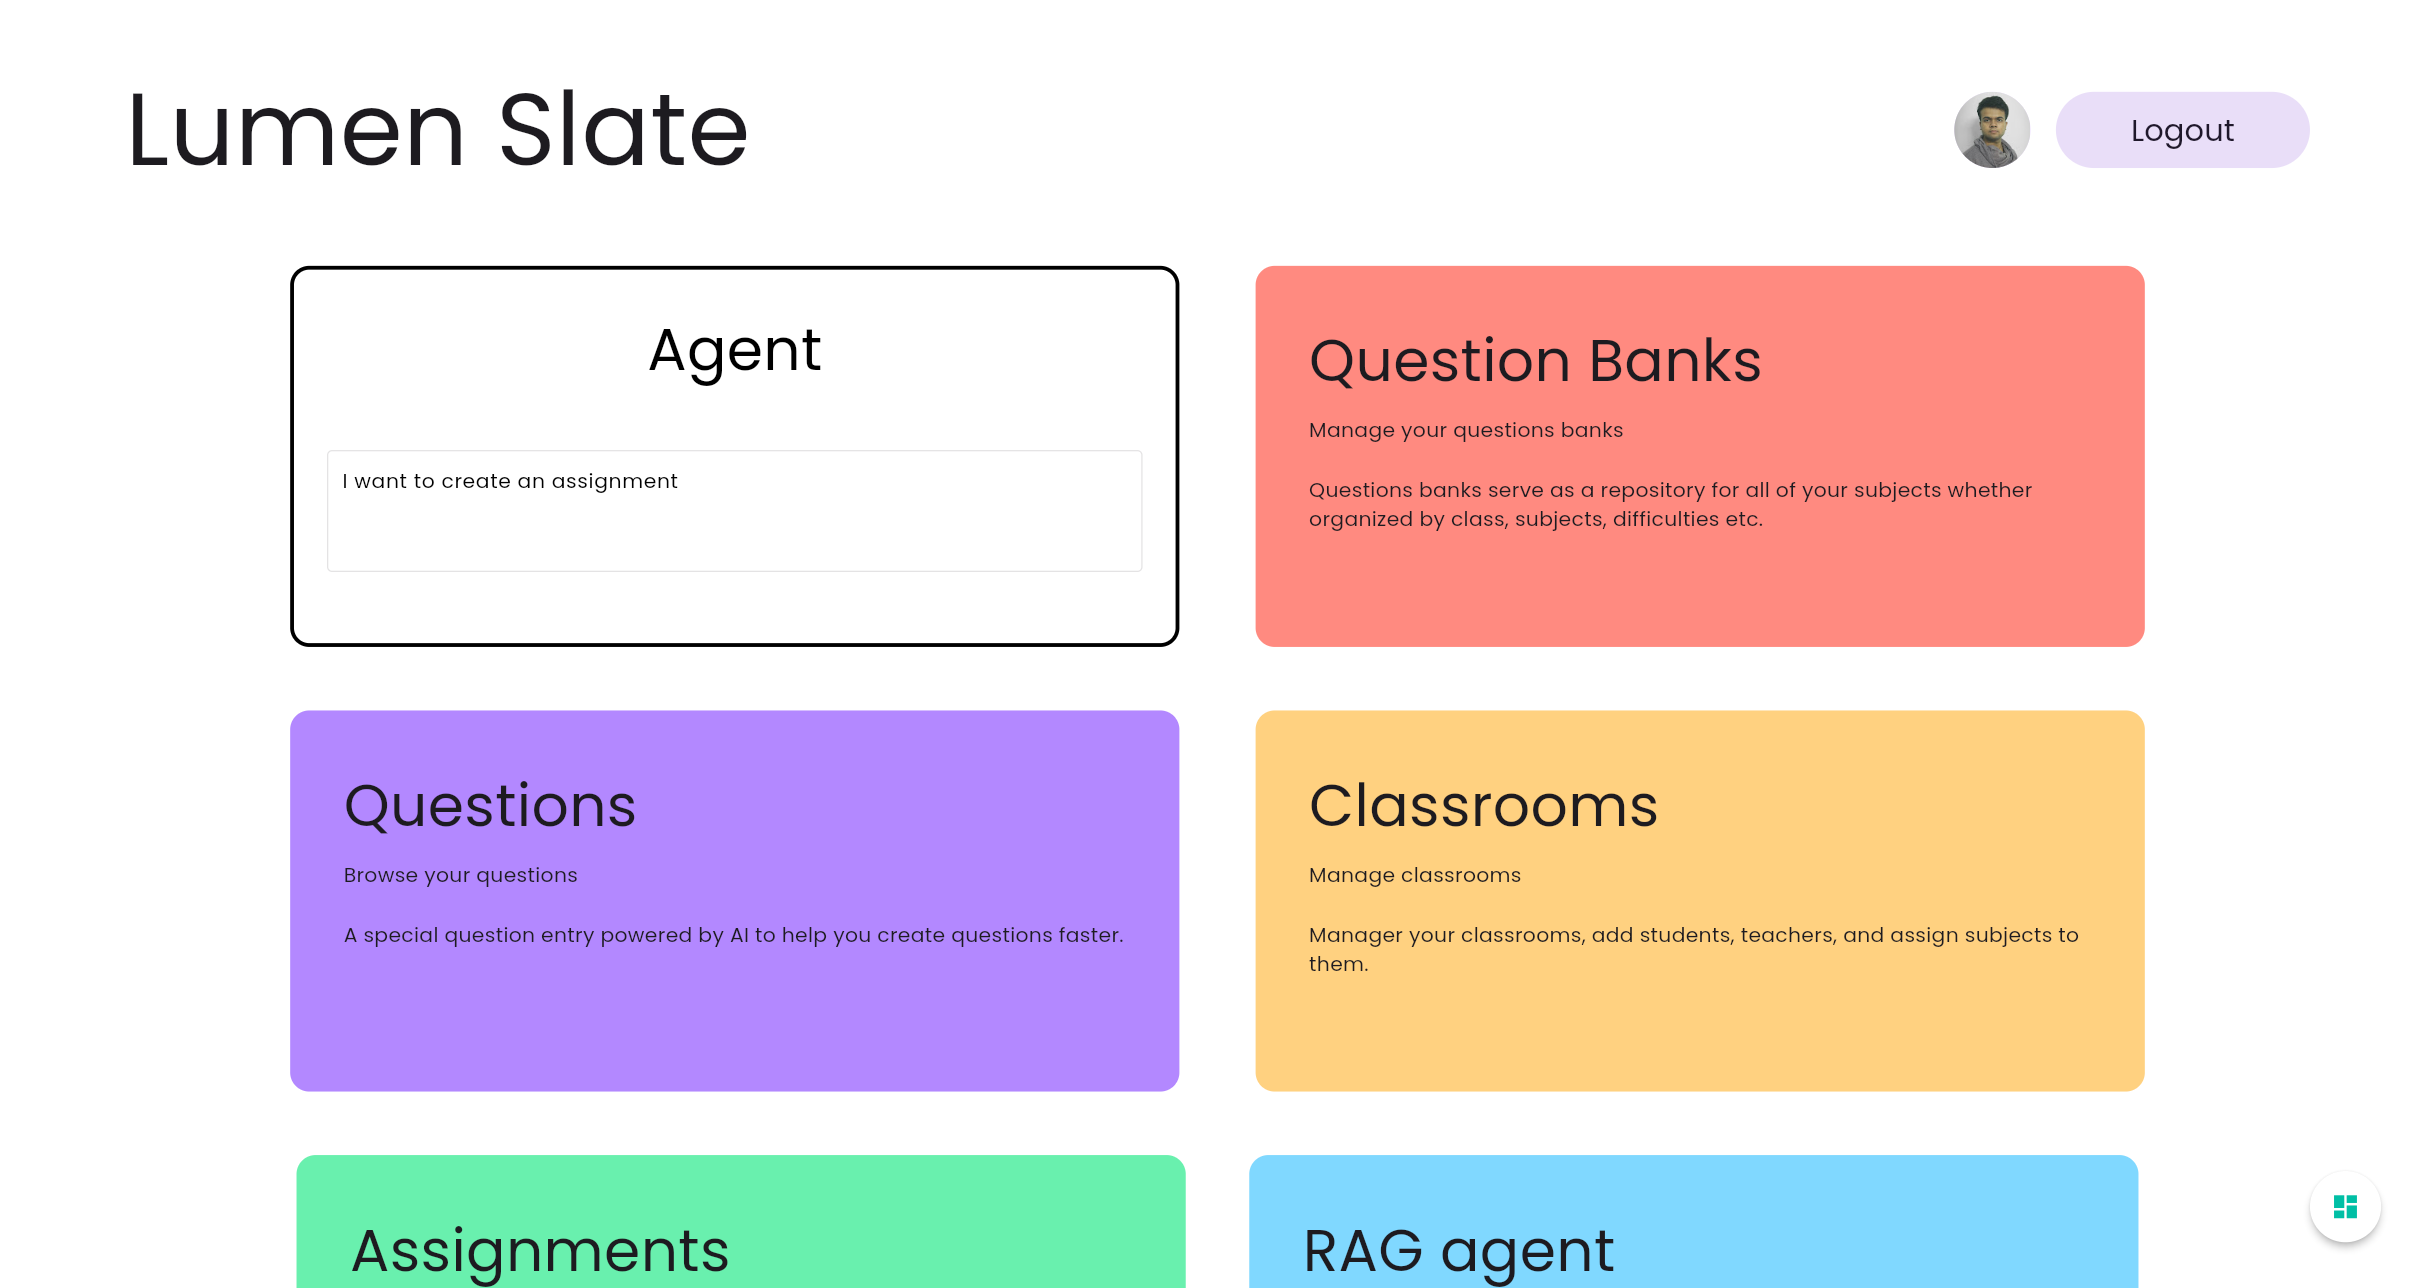 Lumen Slate
Logout
Agent
I want to create an assignment
Question Banks
Manage your questions banks
Questions banks serve as a repository for all of your subjects whether
organized by class, subjects, difficulties etc.
Questions
Browse your questions
A special question entry powered by AI to help you create questions faster.
Classrooms
Manage classrooms
Manager your classrooms, add students, teachers, and assign subjects to
them.
Assignments
RAG agent